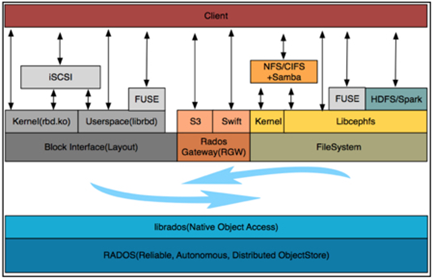 Client
iSCSI
NFS/CIFS
+Samba
FUSE
FUSE
HDFS/Spark
Kernel(rbd.ko)
Userspace(librbd)
S3
Swift
Kernel
Libcephfs
Block Interface(Layout)
Rados
Gateway(RGW)
FileSystem
librados(Native Object Access)
RADOS(Reliable, Autonomous, Distributed ObjectStore)